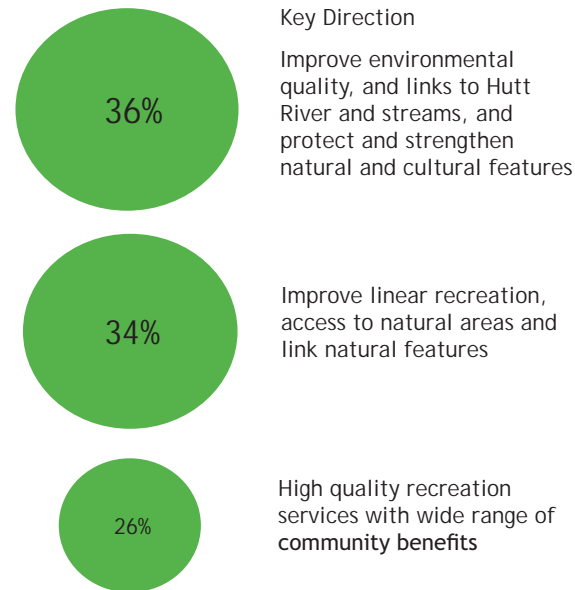 Key Direction
36%
Improve environmental
quality, and links to Hutt
River and streams, and
protect and strengthen
natural and cultural features
34%
Improve linear recreation,
access to natural areas and
link natural features
26%
High quality recreation
services with wide range of
community benefits